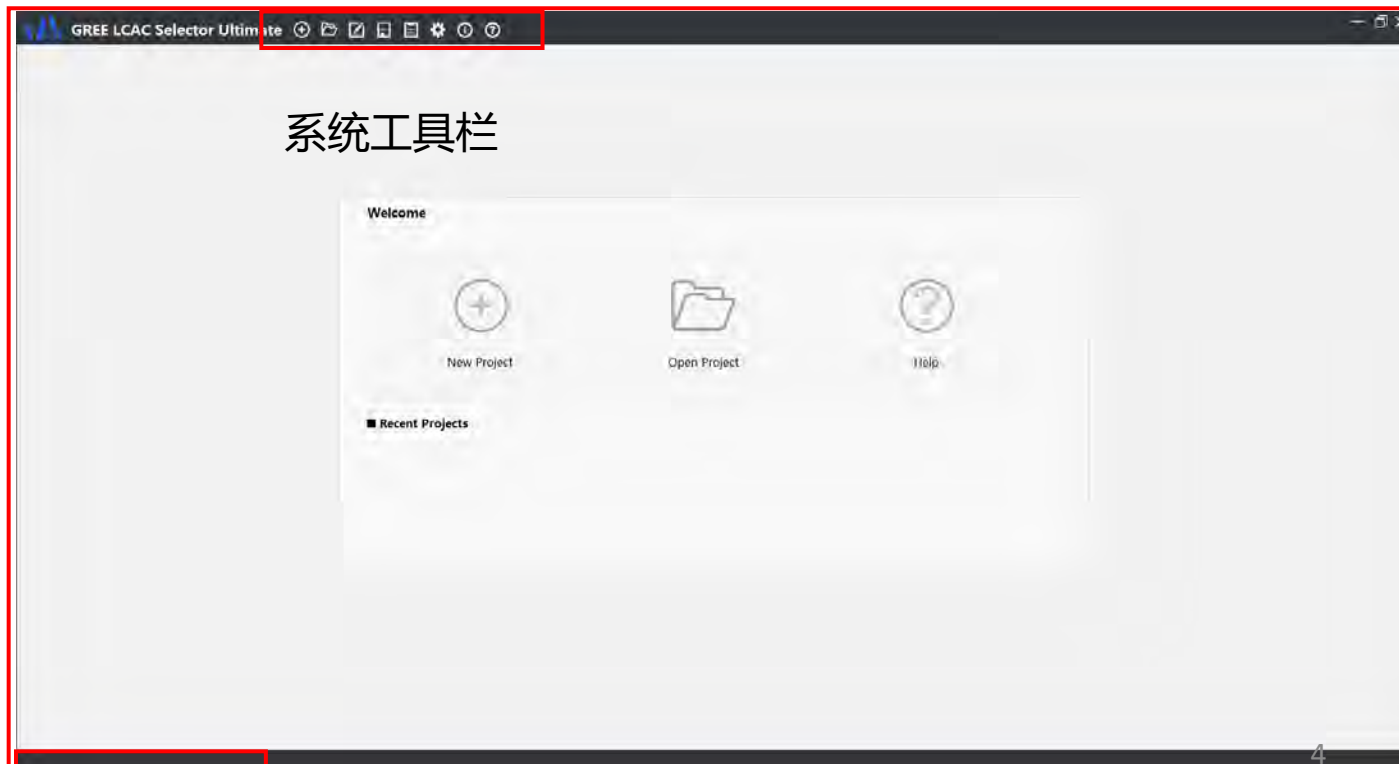 GREE LCAC Selector Ultimate
系统工具栏
Welcome
New Project
Open Project
Help
■ Recent Projects
4